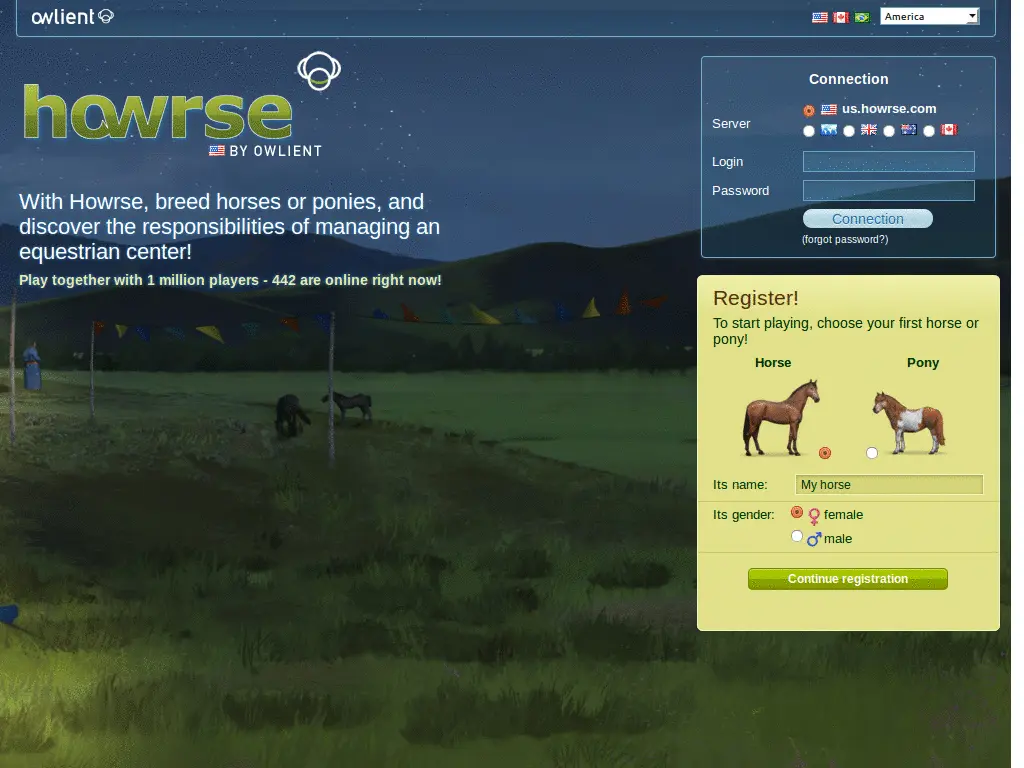 owlient
America
howrse
BY OWLIENT
With Howrse, breed horses or ponies, and
discover the responsibilities of managing an
equestrian center!
Play together with 1 million players - 442 are online right now!
Connection
Server
us.howrse.com
Login
Password
Connection
(forgot password?)
Register!
To start playing, choose your first horse or
pony!
Horse Pony
Its name: My horse
Its gender: female
male
Continue registration